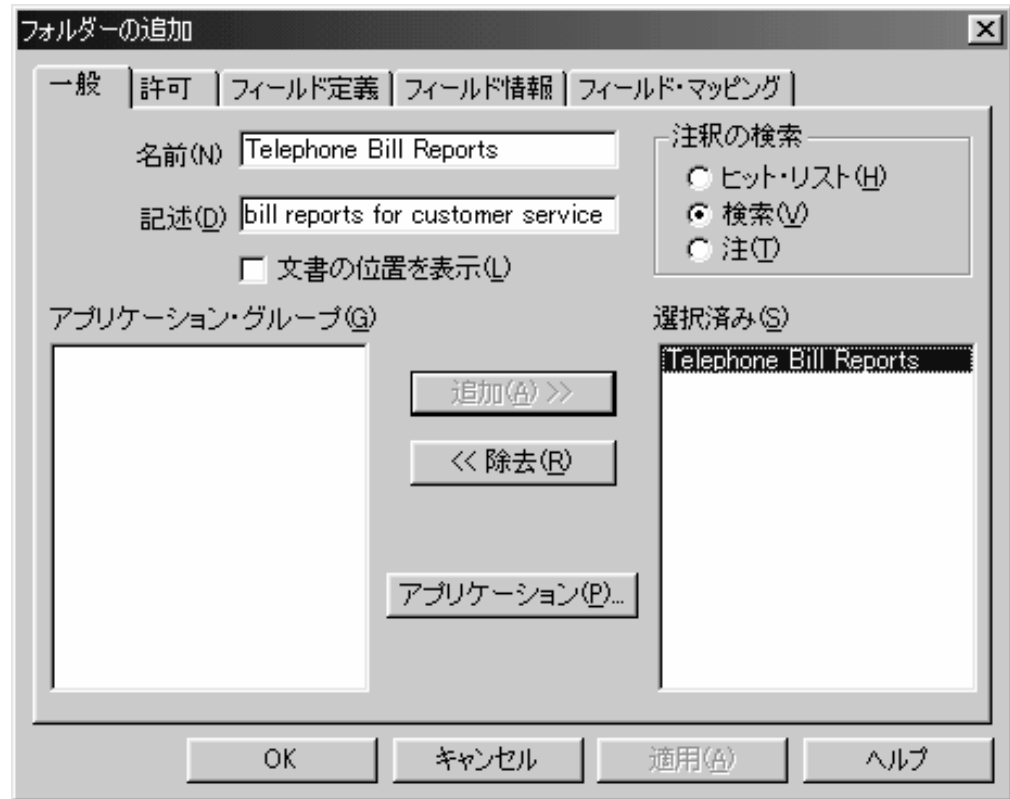 フォルダーの追加
一般 許可 フィールド定義 フィールド情報 フィールド・マッピング
名前(N) Telephone Bill Reports
記述(D) bill reports for customer service
文書の位置を表示(L)
注釈の検索
ヒット・リスト(H)
検索(V)
注(T)
アプリケーション・グループ(G)
選択済み(S)
Telephone Bill Reports
追加(A) >>
<< 除去(R)
アプリケーション(P)...
OK キャンセル 適用(A) ヘルプ